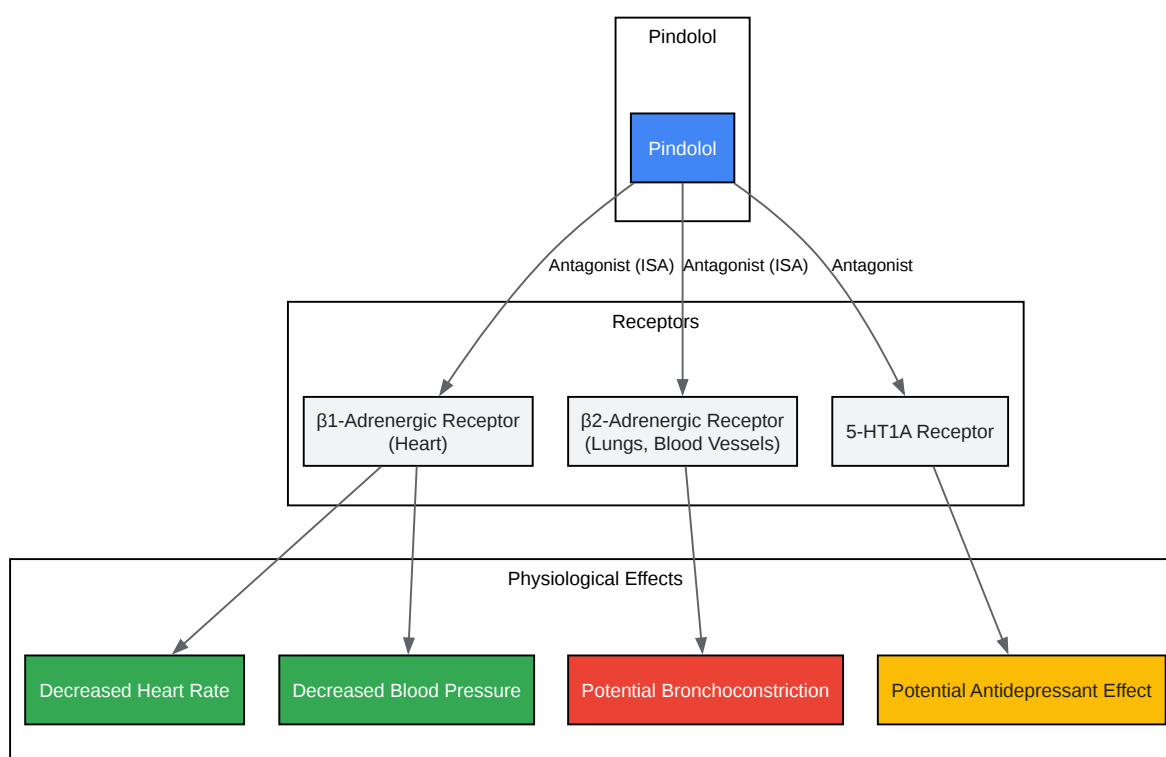 Pindolol
Pindolol
Antagonist (ISA)
Antagonist (ISA)
Antagonist
Receptors
β1-Adrenergic Receptor
(Heart)
β2-Adrenergic Receptor
(Lungs, Blood Vessels)
5-HT1A Receptor
Physiological Effects
Decreased Heart Rate
Decreased Blood Pressure
Potential Bronchoconstriction
Potential Antidepressant Effect